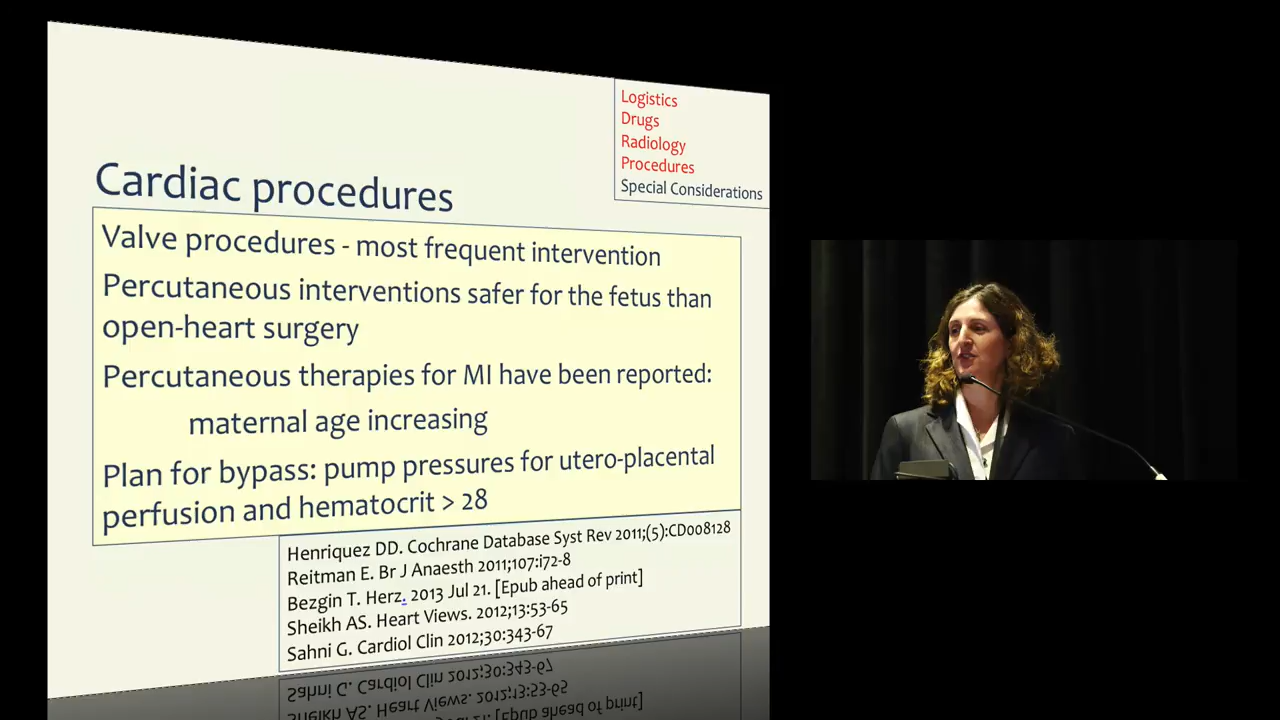 Logistics
Drugs
Radiology
Procedures
Special Considerations
Cardiac procedures
Valve procedures - most frequent intervention
Percutaneous interventions safer for the fetus than
open-heart surgery
Percutaneous therapies for MI have been reported:
maternal age increasing
Plan for bypass: pump pressures for utero-placental
perfusion and hematocrit > 28
Henriquez DD. Cochrane Database Syst Rev 2011;(5):CD008128
Reitman E. Br J Anaesth 2011;107:i72-8
Bezgin T. Herz. 2013 Jul 21. [Epub ahead of print]
Sheikh AS. Heart Views. 2012;13:53-65
Sahni G. Cardiol Clin 2012;30:343-67